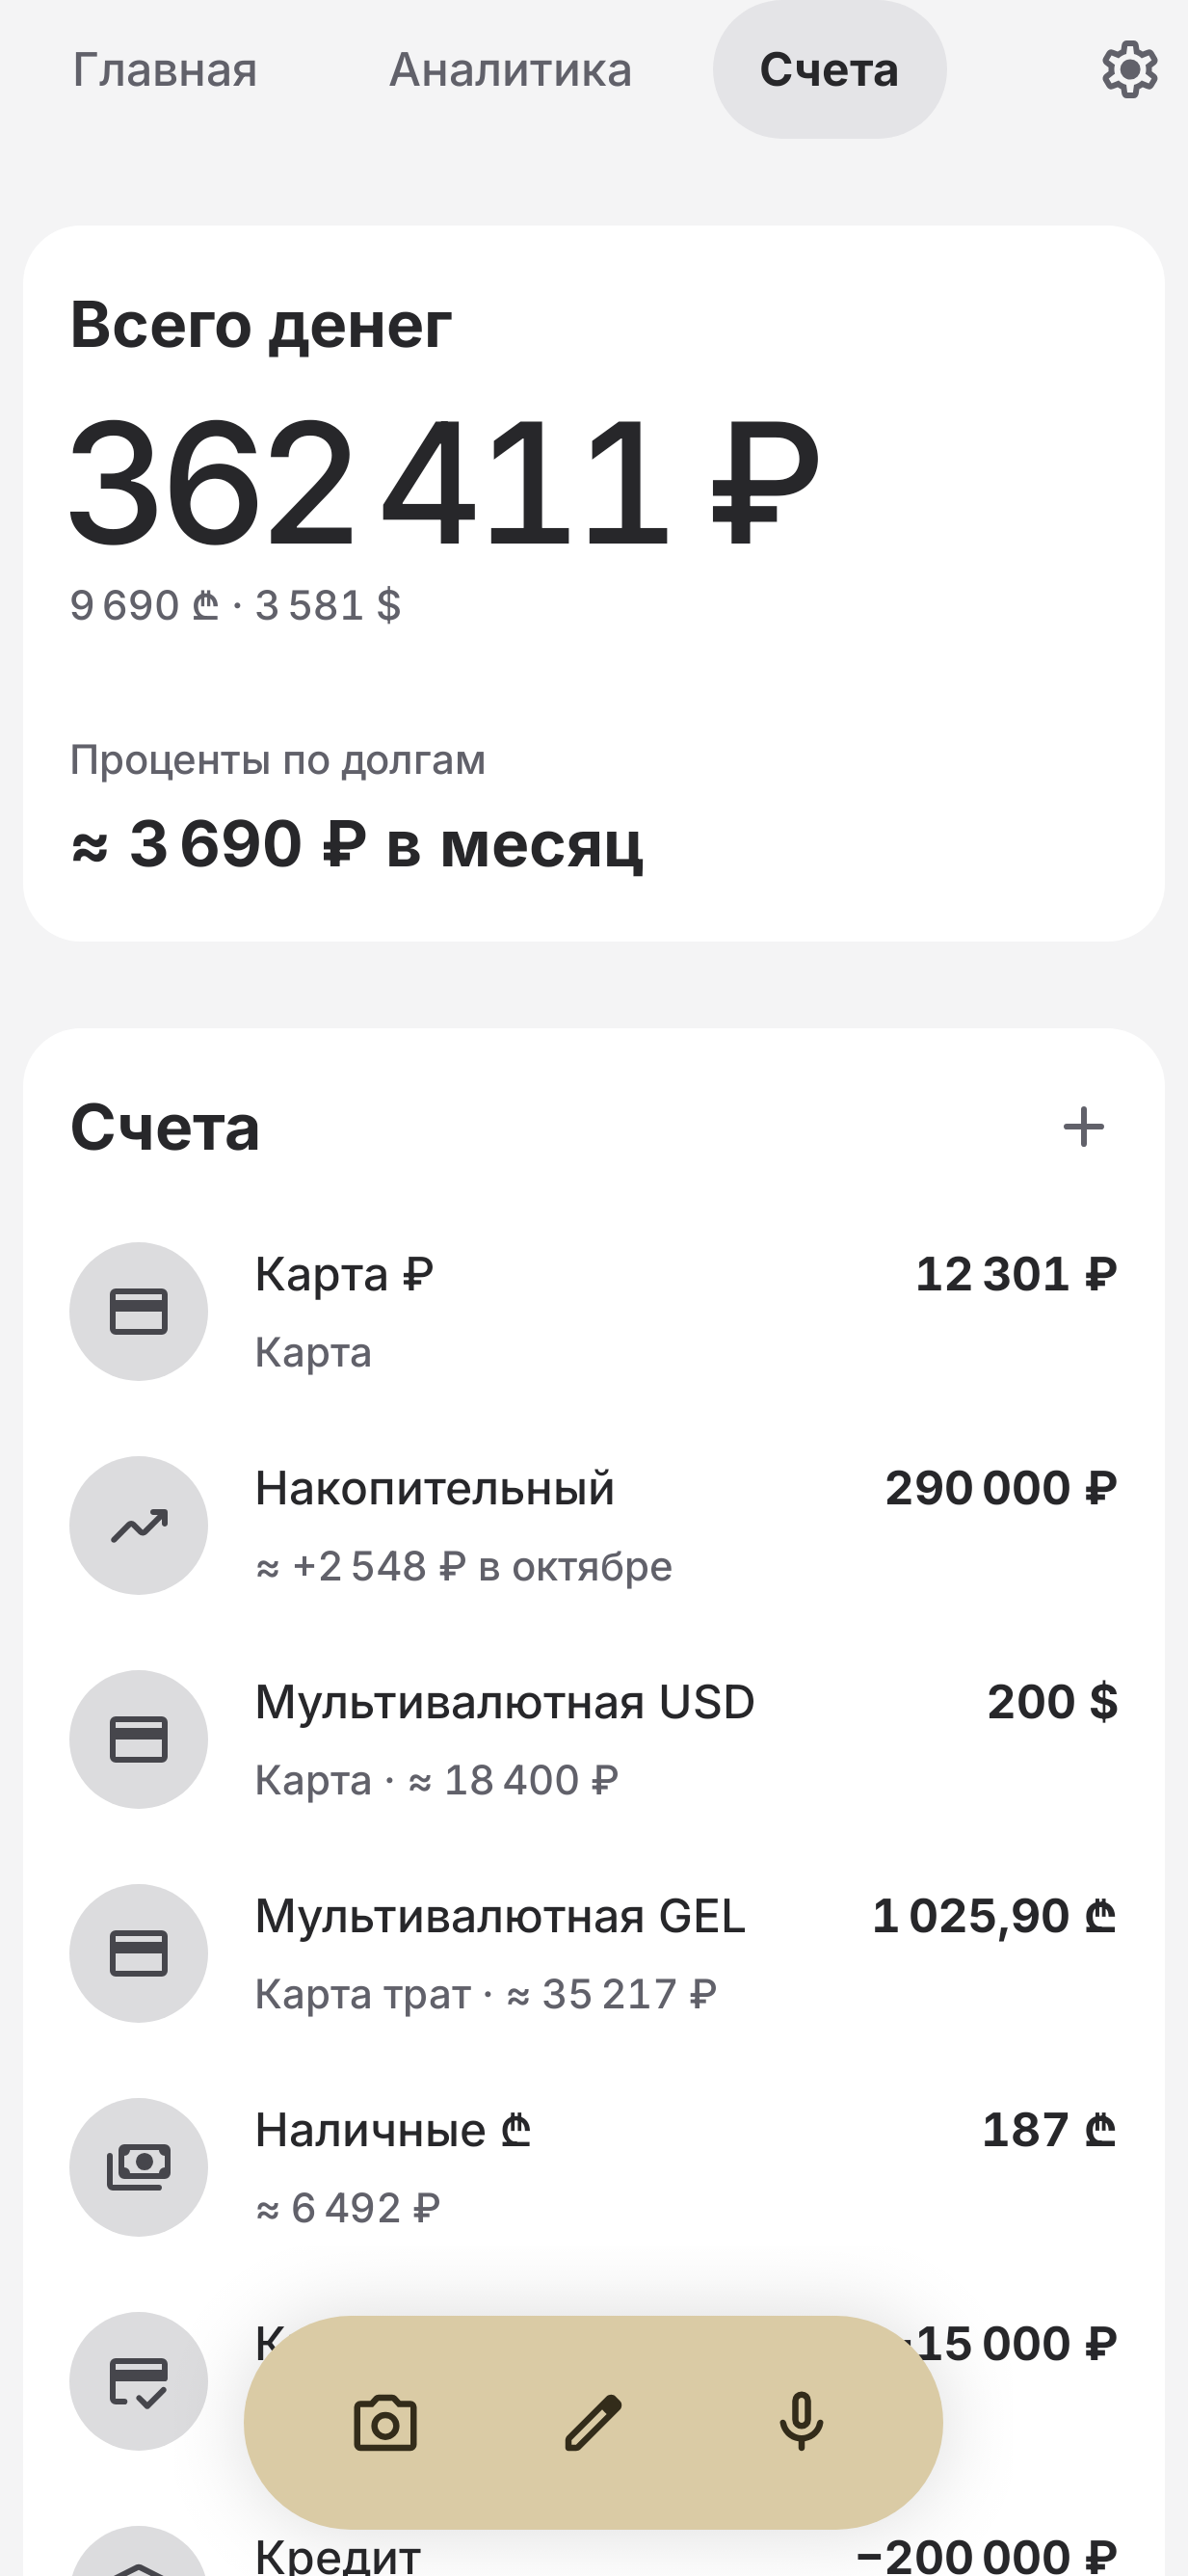 Главная Аналитика Счета
Всего денег
362 411 ₽
9 690 ₾ · 3 581 $
Проценты по долгам
≈ 3 690 ₽ в месяц
Счета
Карта ₽ 12 301 ₽
Карта
Накопительный 290 000 ₽
≈ +2 548 ₽ в октябре
Мультивалютная USD 200 $
Карта · ≈ 18 400 ₽
Мультивалютная GEL 1 025,90 ₾
Карта трат · ≈ 35 217 ₽
Наличные ₾ 187 ₾
≈ 6 492 ₽
15 000 ₽
Кредит −200 000 ₽